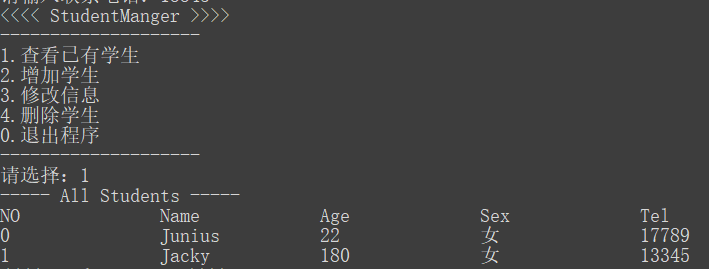 <<<< StudentManger >>>>
--------------------
1.查看已有学生
2.增加学生
3.修改信息
4.删除学生
0.退出程序
--------------------
请选择：1
----- All Students -----
NO Name Age Sex Tel
0 Junius 22 女 17789
1 Jacky 180 女 13345